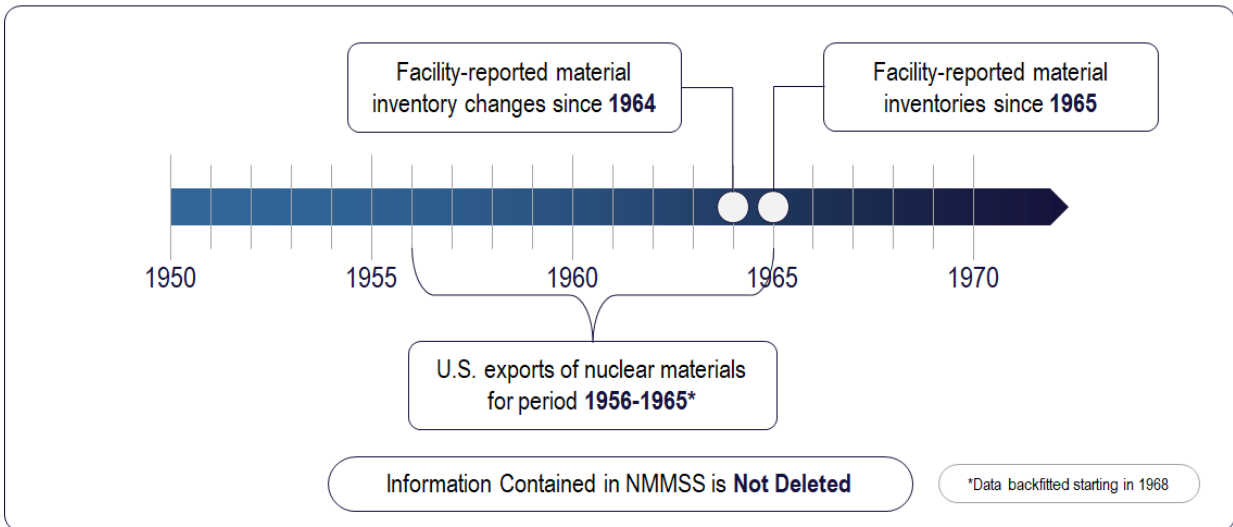 Facility-reported material
inventory changes since 1964
Facility-reported material
inventories since 1965
1950
1955
1960
1965
1970
U.S. exports of nuclear materials
for period 1956-1965*
Information Contained in NMMSS is Not Deleted
*Data backfitted starting in 1968